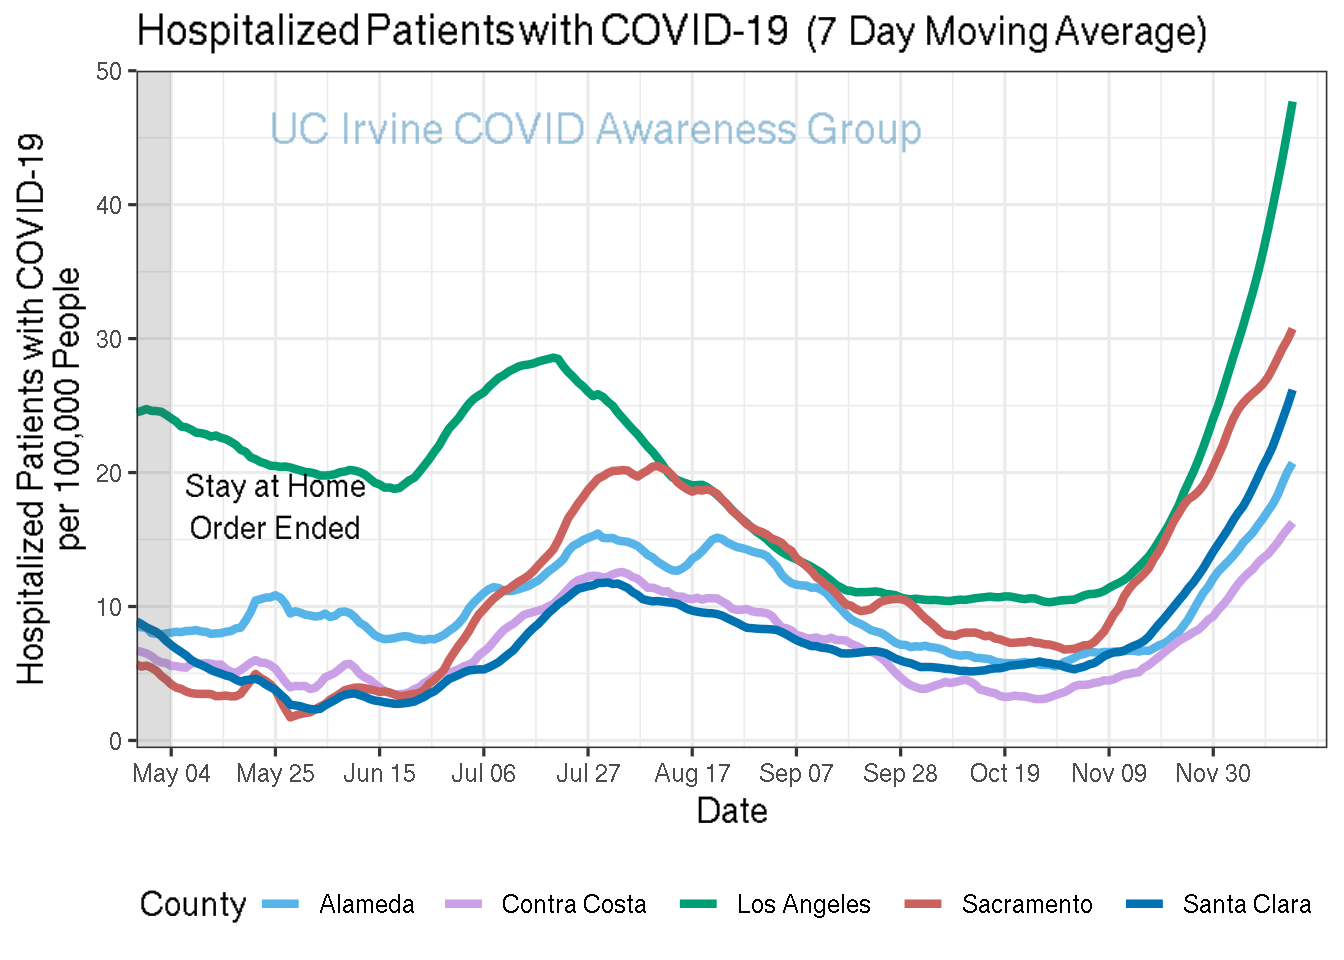 Hospitalized Patients with COVID-19 (7 Day Moving Average)
UC Irvine COVID Awareness Group
Hospitalized Patients with COVID-19
per 100,000 People
50
40
30
20
10
0
Stay at Home
Order Ended
May 04 May 25 Jun 15 Jul 06 Jul 27 Aug 17 Sep 07 Sep 28 Oct 19 Nov 09 Nov 30
Date
County Alameda Contra Costa Los Angeles Sacramento Santa Clara